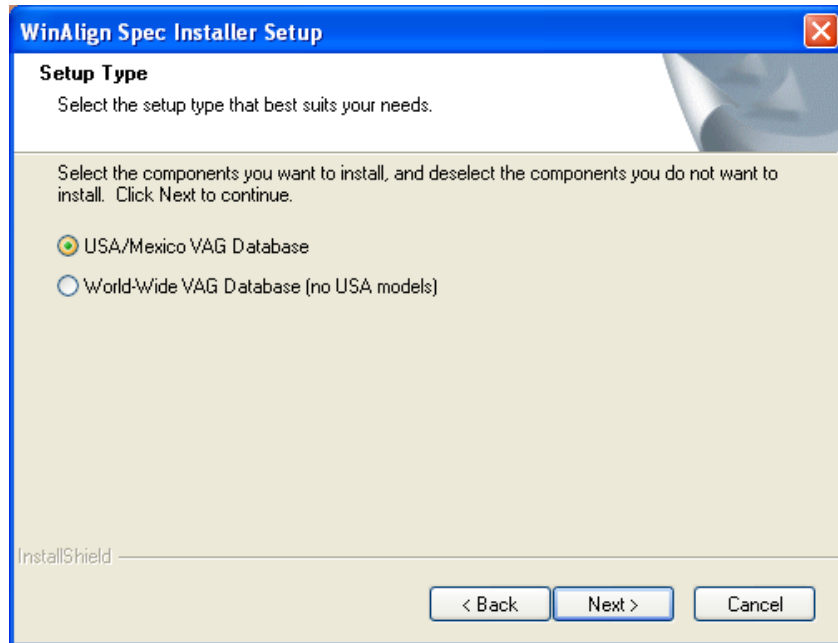 WinAlign Spec Installer Setup
Setup Type
Select the setup type that best suits your needs.
Select the components you want to install, and deselect the components you do not want to
install. Click Next to continue.
USA/Mexico VAG Database
World-Wide VAG Database (no USA models)
InstallShield
< Back
Next >
Cancel